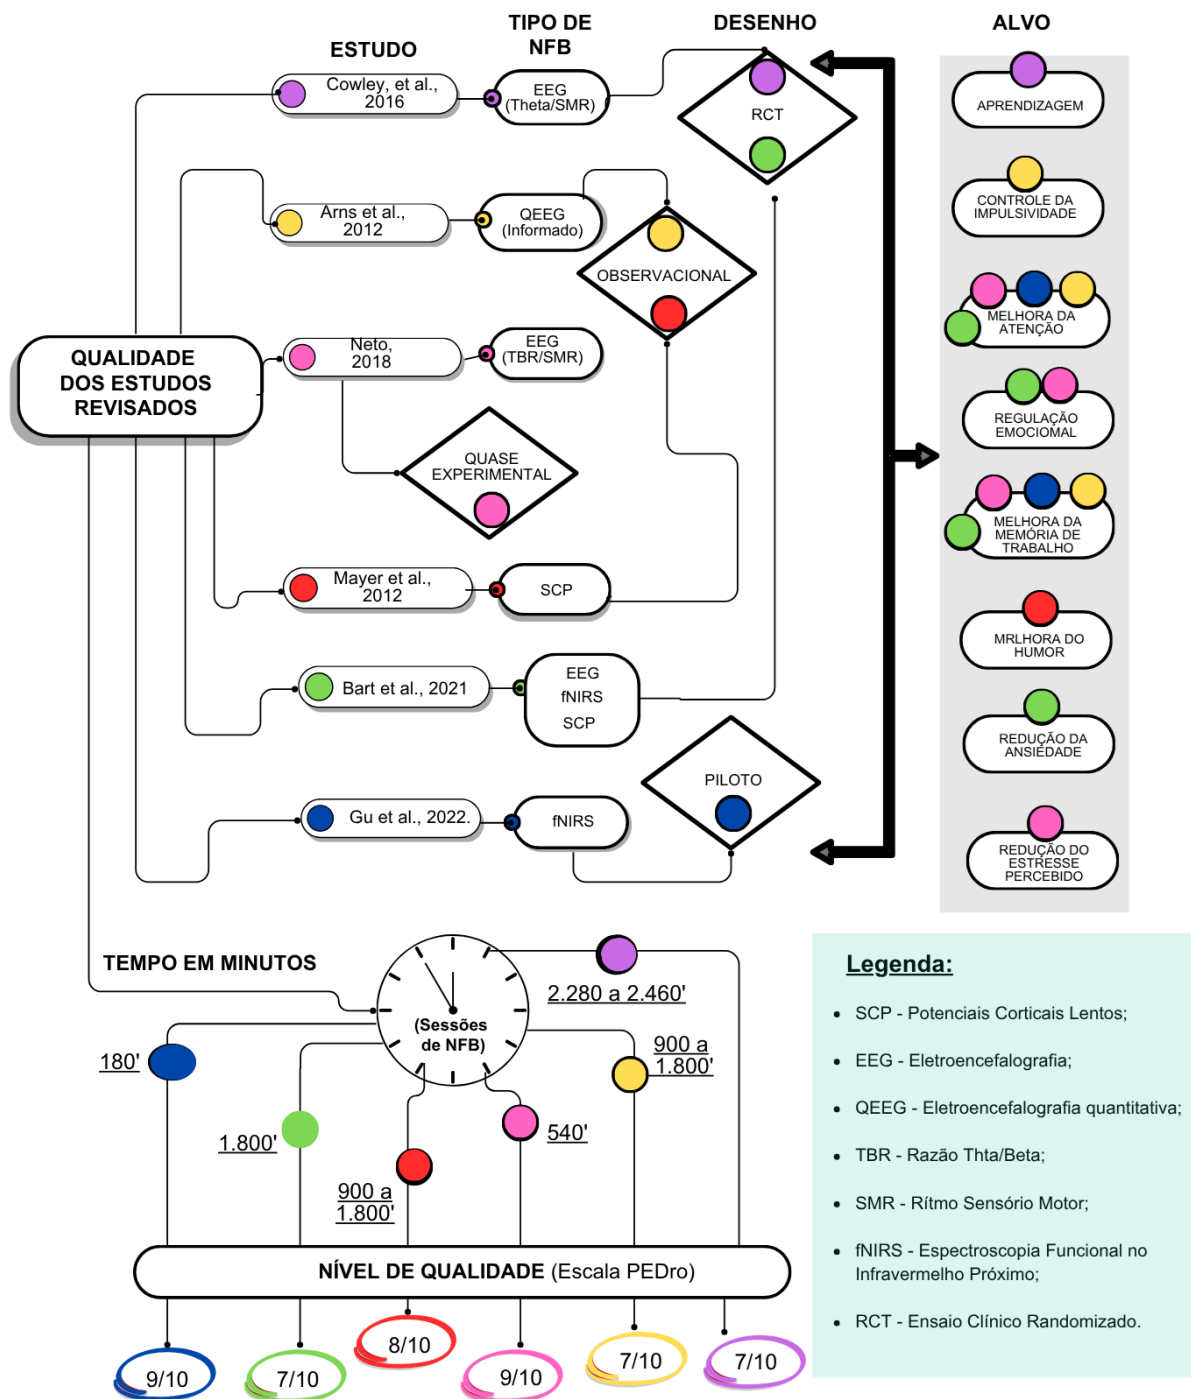 ESTUDO
TIPO DE
NFB
DESENHO
ALVO
Cowley, et al.,
2016
EEG
(Theta/SMR)
RCT
APRENDIZAGEM
Arns et al.,
2012
QEEG
(Informado)
OBSERVACIONAL
CONTROLE DA
IMPULSIVIDADE
QUALIDADE
DOS ESTUDOS
REVISADOS
Neto,
2018
EEG
(TBR/SMR)
MELHORA DA
ATENÇÃO
QUASE
EXPERIMENTAL
REGULAÇÃO
EMOCIOMAL
MELHORA DA
MEMÓRIA DE
TRABALHO
Mayer et al.,
2012
SCP
MRLHORA DO
HUMOR
Bart et al., 2021
EEG
fNIRS
SCP
REDUÇÃO DA
ANSIEDADE
Gu et al., 2022.
fNIRS
PILOTO
REDUÇÃO DO
ESTRESSE
PERCEBIDO
TEMPO EM MINUTOS
(Sessões
de NFB)
2.280 a 2.460'
180'
900 a
1.800'
1.800'
540'
900 a
1.800'
NÍVEL DE QUALIDADE (Escala PEDro)
9/10
7/10
8/10
9/10
7/10
7/10
Legenda:
• SCP - Potenciais Corticais Lentos;
• EEG - Eletroencefalografia;
• QEEG - Eletroencefalografia quantitativa;
• TBR - Razão Thta/Beta;
• SMR - Rítmo Sensório Motor;
• fNIRS - Espectroscopia Funcional no
Infravermelho Próximo;
• RCT - Ensaio Clínico Randomizado.